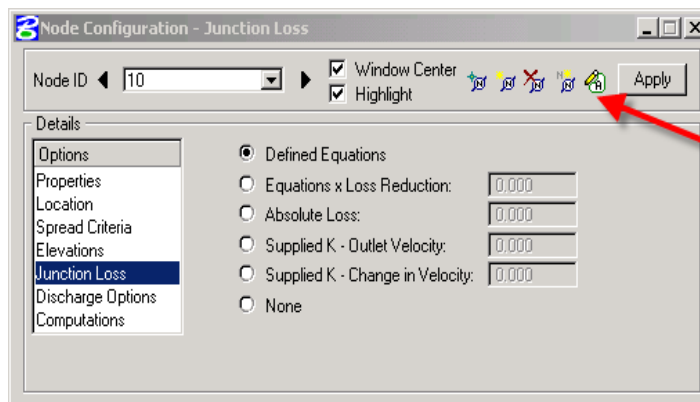 Node Configuration - Junction Loss
Node ID 10 Window Center Apply
Highlight
Details
Options
Properties
Location
Spread Criteria
Elevations
Junction Loss
Discharge Options
Computations
Defined Equations
Equations x Loss Reduction: 0.000
Absolute Loss: 0.000
Supplied K - Outlet Velocity: 0.000
Supplied K - Change in Velocity: 0.000
None